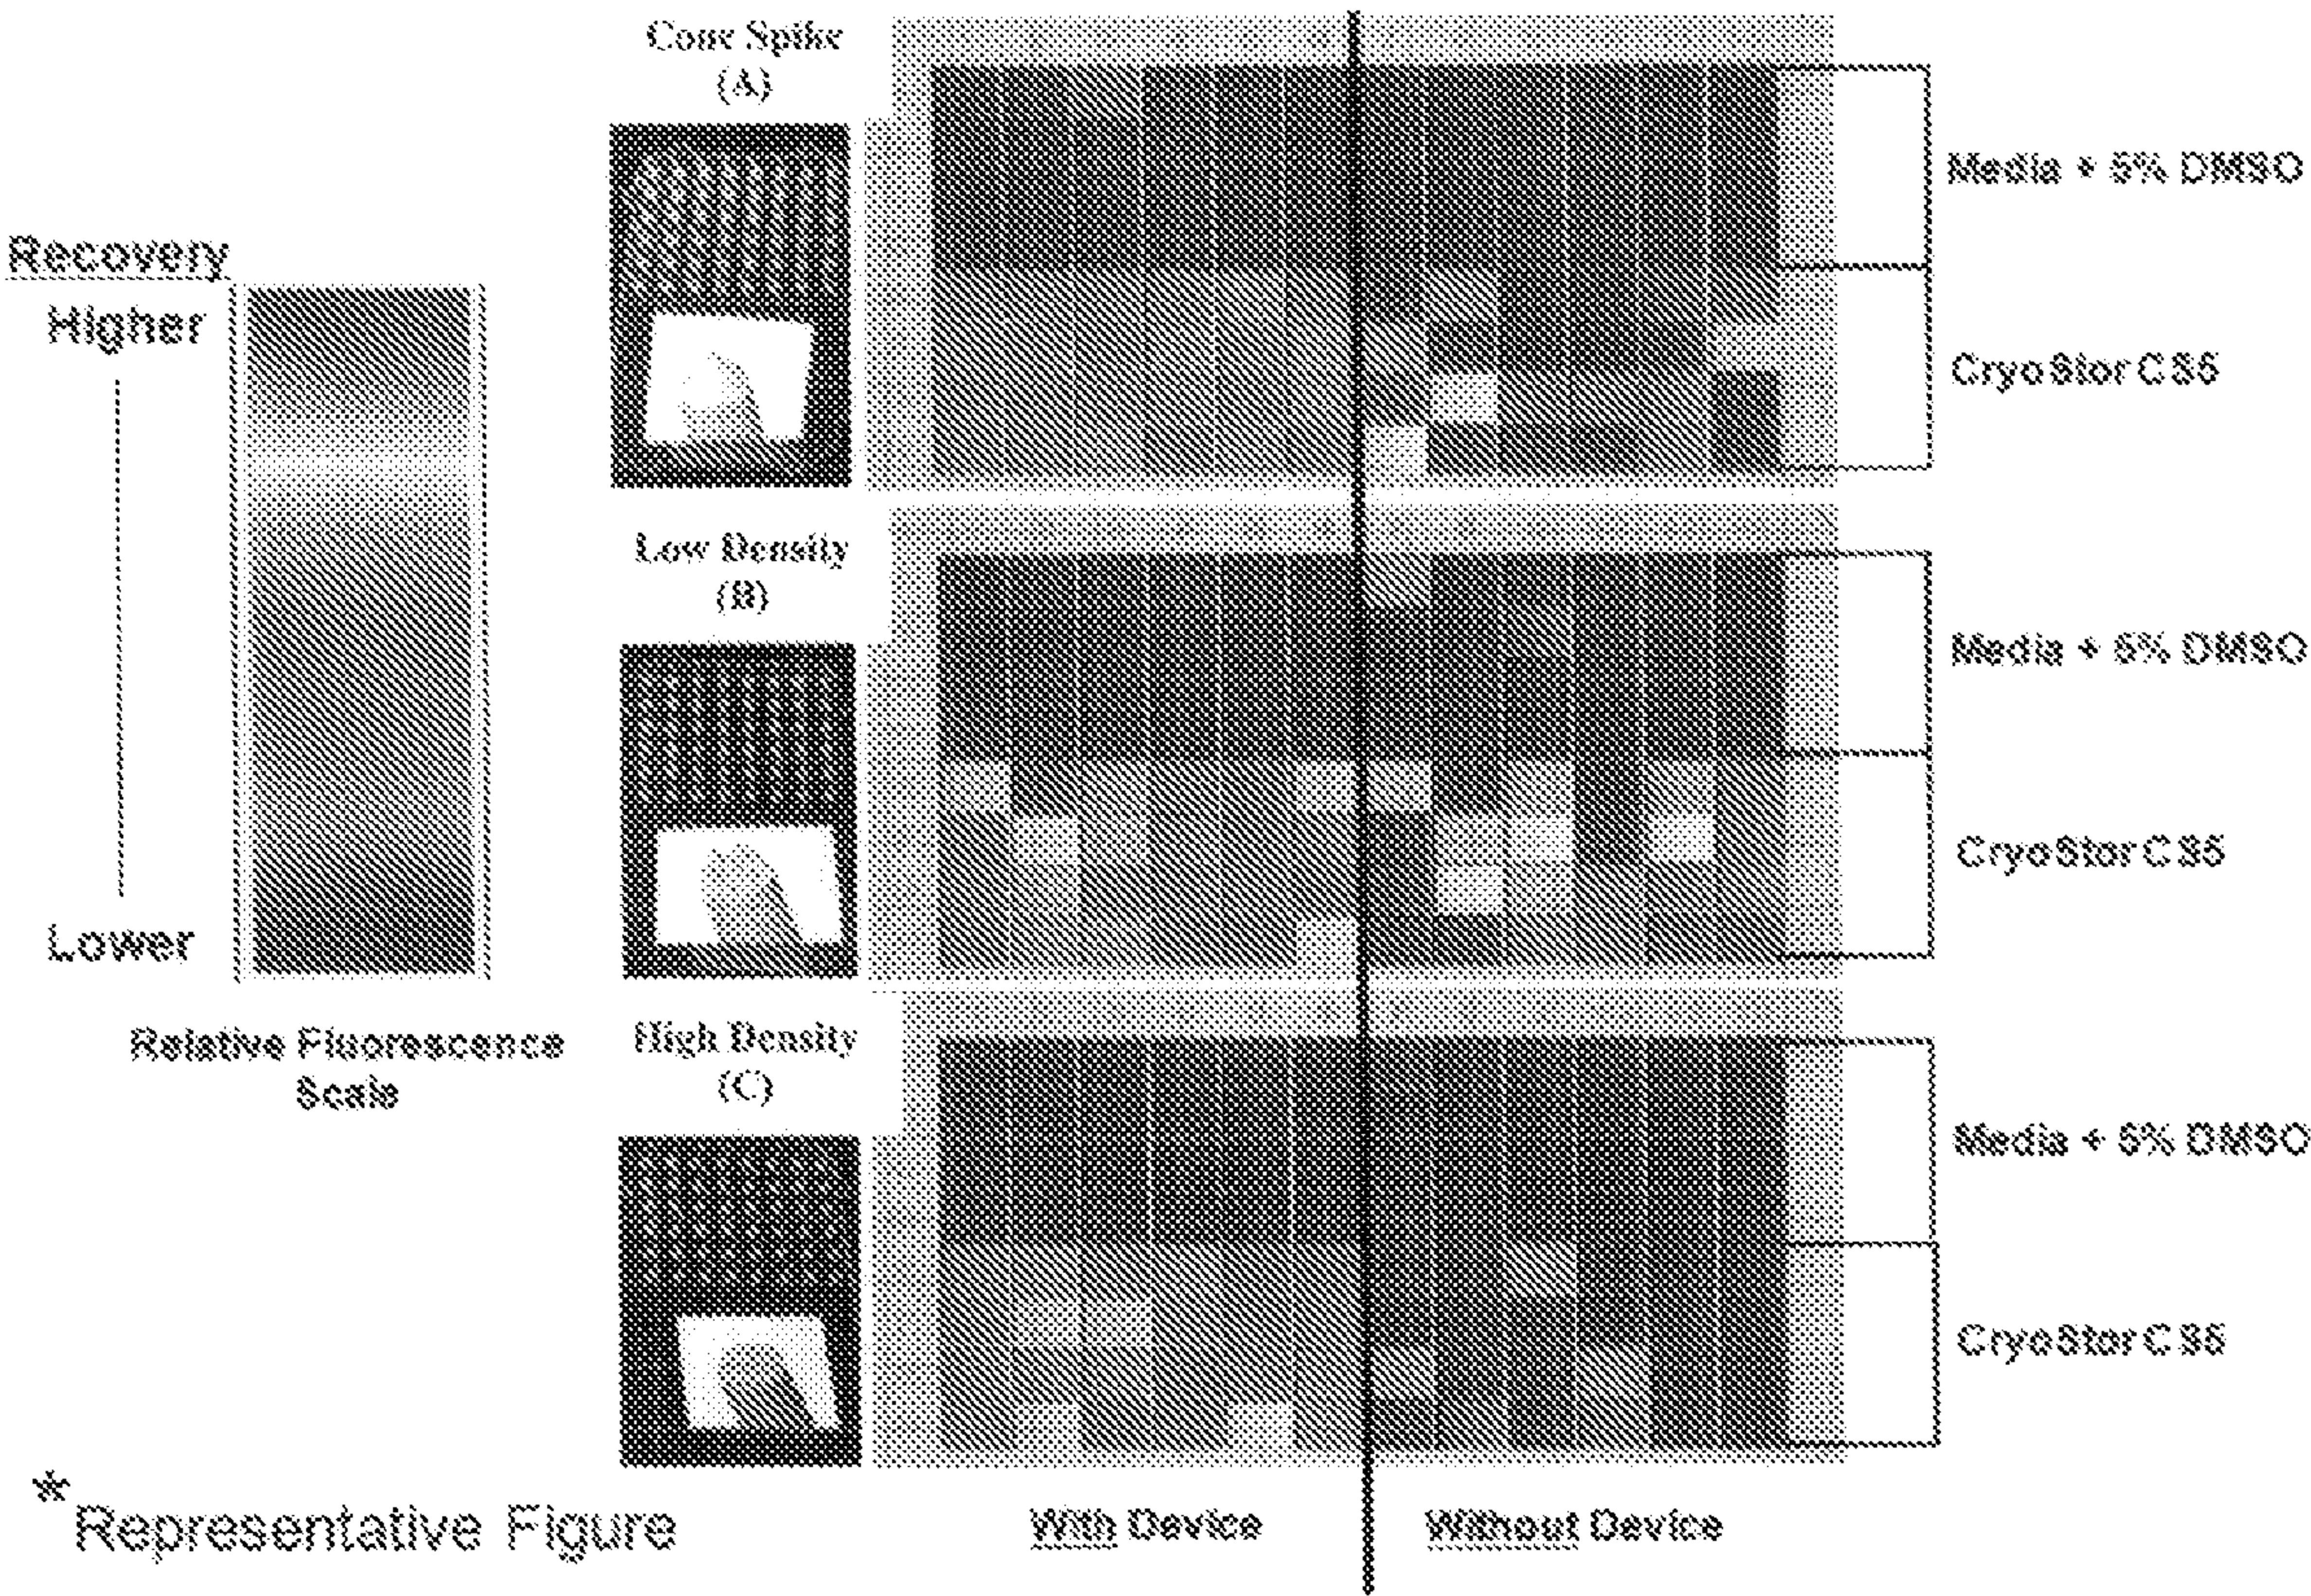 Cone Spike
(A)
Media + 5% DMSO
Recovery
Higher
CryoStor CS5
Low Density
(B)
Media + 5% DMSO
CryoStor CS5
Lower
High Density
(C)
Relative Fluorescence
Scale
Media + 5% DMSO
CryoStor CS5
*
Representative Figure
With Device
Without Device